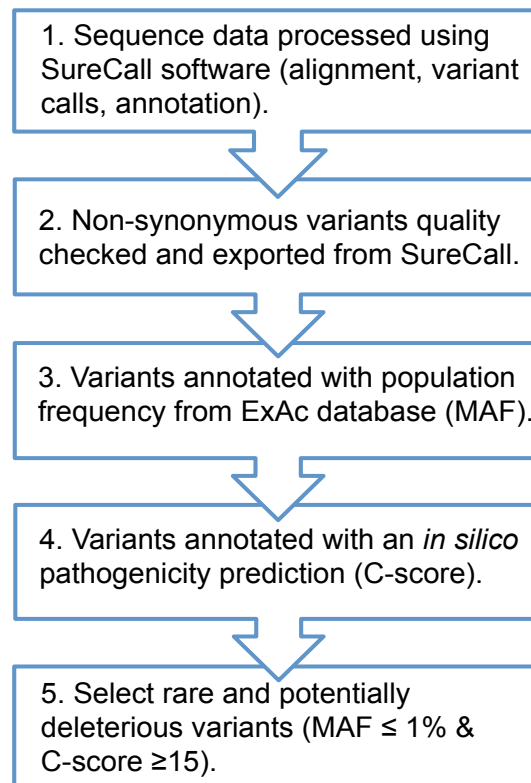 1. Sequence data processed using
SureCall software (alignment, variant
calls, annotation).
2. Non-synonymous variants quality
checked and exported from SureCall.
3. Variants annotated with population
frequency from ExAc database (MAF).
4. Variants annotated with an in silico
pathogenicity prediction (C-score).
5. Select rare and potentially
deleterious variants (MAF ≤ 1% &
C-score ≥15).